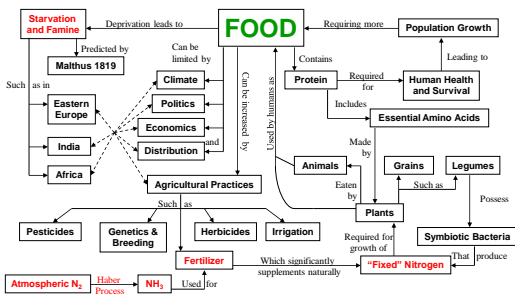 Starvation
and Famine
Deprivation leads to
FOOD
Requiring more
Population Growth
Predicted by
Malthus 1819
Can be
limited by
Contains
Leading to
Such as in
Climate
Can be increased by
Used by humans as
Protein
Required
for
Human Health
and Survival
Eastern
Europe
Politics
Includes
Essential Amino Acids
Economics
India
Distribution
and
Made
by
Grains
Legumes
Animals
Africa
Agricultural Practices
Eaten
by
Such as
Possess
Such as
Plants
Pesticides
Genetics &
Breeding
Herbicides
Irrigation
Required for
growth of
Symbiotic Bacteria
Fertilizer
Which significantly
supplements naturally
"Fixed" Nitrogen
That produce
Atmospheric N₂
Haber
Process
NH₃
Used for